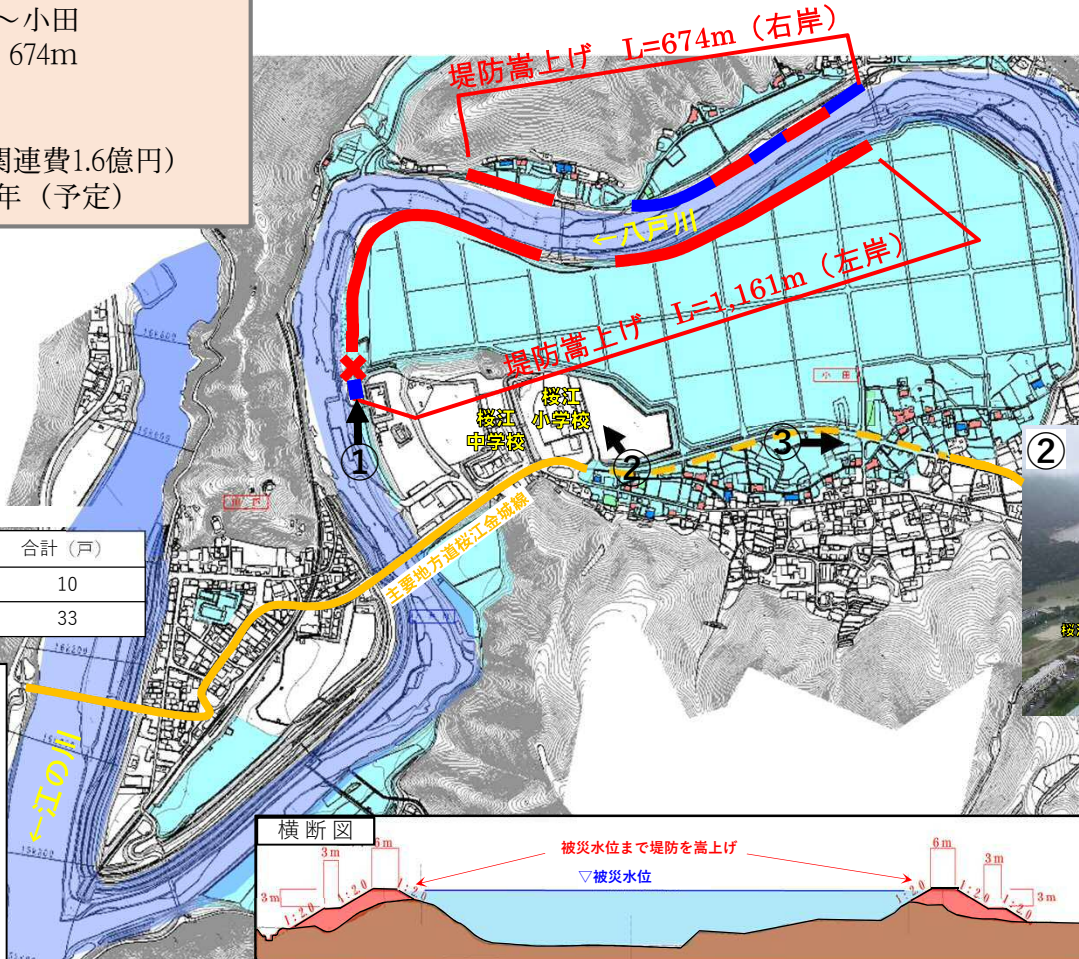 ～小田
674m
関連費1.6億円）
年（予定）
堤防嵩上げ　L=674m（右岸）
←八戸川
堤防嵩上げ　L=1,161m（左岸）
小田
桜江
小学校
桜江
中学校
①
②
③
②
主要地方道桜江金城線
合計（戸）
10
33
←江の川
横断図
被災水位まで堤防を嵩上げ
▽被災水位
3m
6m
3m
1:2.0
1:2.0
1:2.0
6m
3m
3m
1:2.0
1:2.0